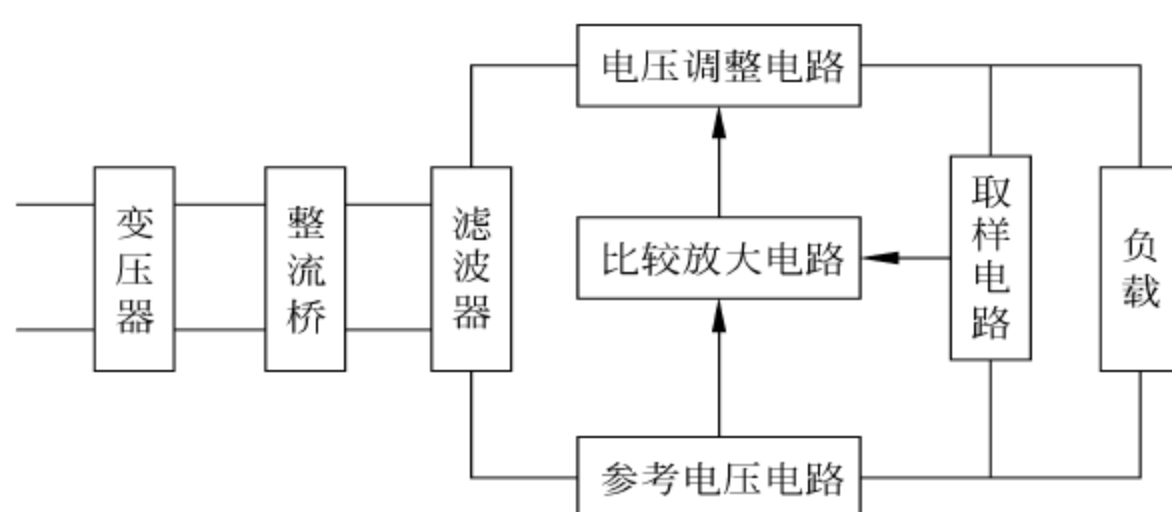 变压器
整流桥
滤波器
电压调整电路
比较放大电路
参考电压电路
取样电路
负载